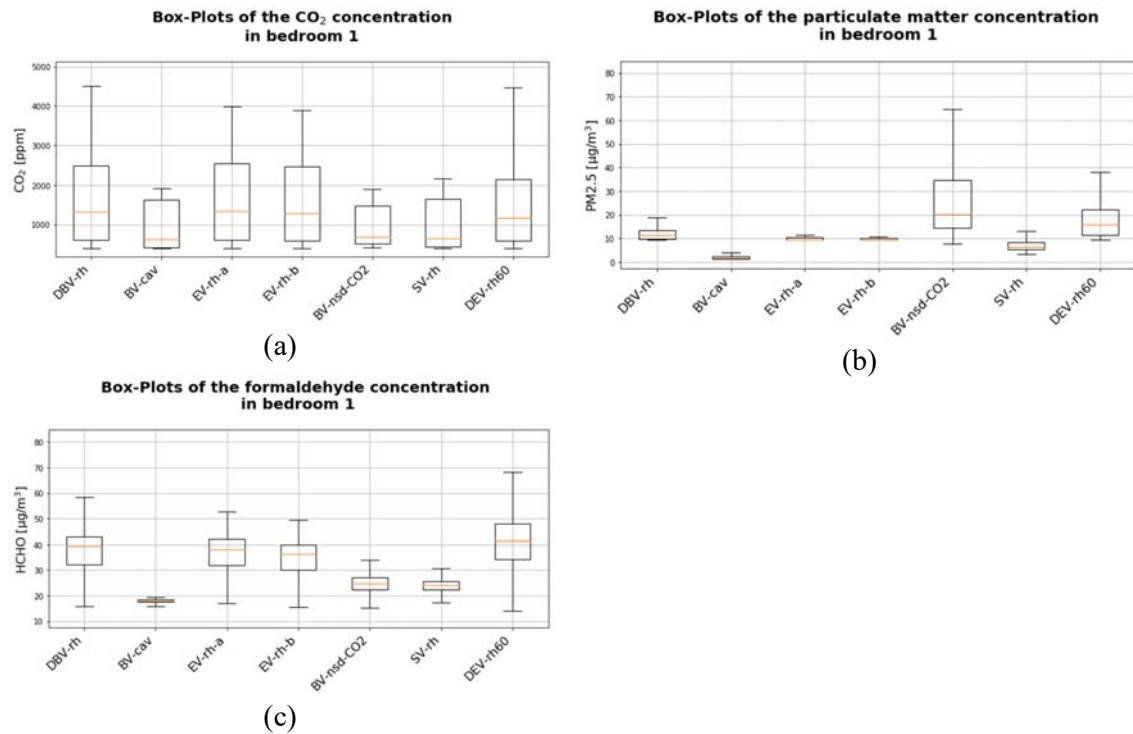 Box-Plots of the CO₂ concentration
in bedroom 1
5000
4000
3000
2000
1000
CO₂ [ppm]
DBV-rh
BV-cav
EV-rh-a
EV-rh-b
BV-nsd-CO2
SV-rh
DEV-rh60
(a)
Box-Plots of the particulate matter concentration
in bedroom 1
80
70
60
50
40
30
20
10
0
PM2.5 [µg/m³]
DBV-rh
BV-cav
EV-rh-a
EV-rh-b
BV-nsd-CO2
SV-rh
DEV-rh60
(b)
Box-Plots of the formaldehyde concentration
in bedroom 1
80
70
60
50
40
30
20
10
HCHO [µg/m³]
DBV-rh
BV-cav
EV-rh-a
EV-rh-b
BV-nsd-CO2
SV-rh
DEV-rh60
(c)